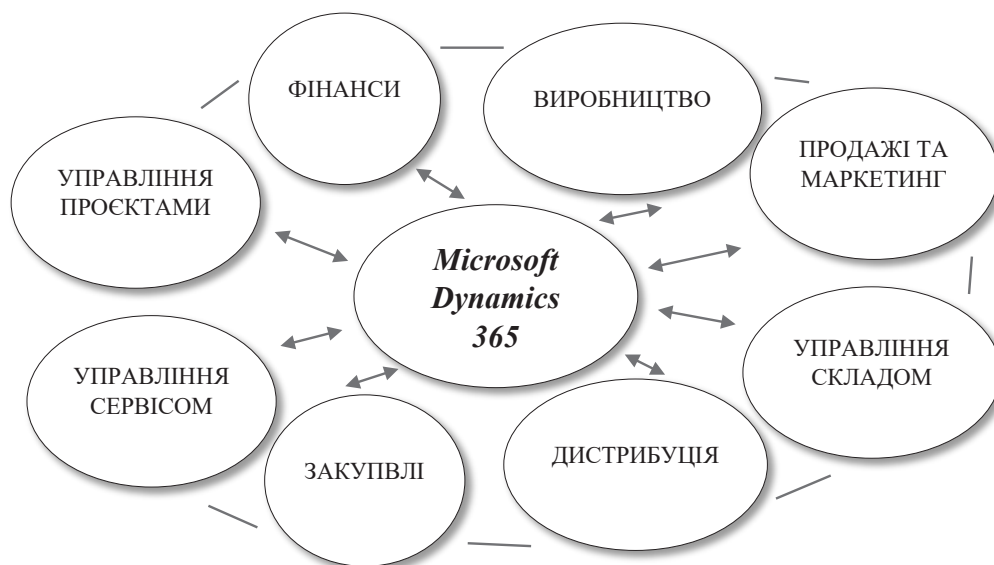 ФІНАНСИ
ВИРОБНИЦТВО
ПРОДАЖІ ТА
МАРКЕТИНГ
УПРАВЛІННЯ
ПРОЄКТАМИ
Microsoft
Dynamics
365
УПРАВЛІННЯ
СЕРВІСОМ
УПРАВЛІННЯ
СКЛАДОМ
ЗАКУПВЛІ
ДИСТРИБУЦІЯ